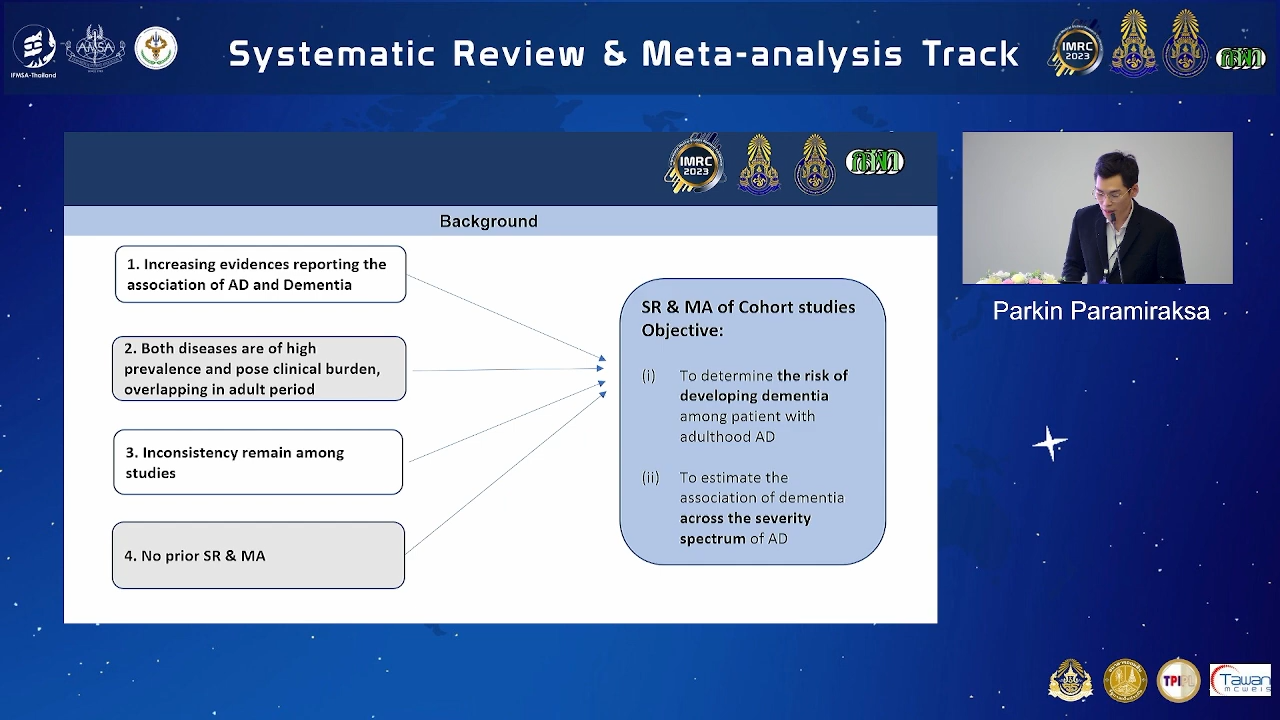 Systematic Review & Meta-analysis Track
IFMSA-Thailand
AMSA
IMRC
2023
IMRC
2023
Background
1. Increasing evidences reporting the
association of AD and Dementia
2. Both diseases are of high
prevalence and pose clinical burden,
overlapping in adult period
3. Inconsistency remain among
studies
4. No prior SR & MA
SR & MA of Cohort studies
Objective:
(i) To determine the risk of
developing dementia
among patient with
adulthood AD
(ii) To estimate the
association of dementia
across the severity
spectrum of AD
Parkin Paramiraksa
Tawan